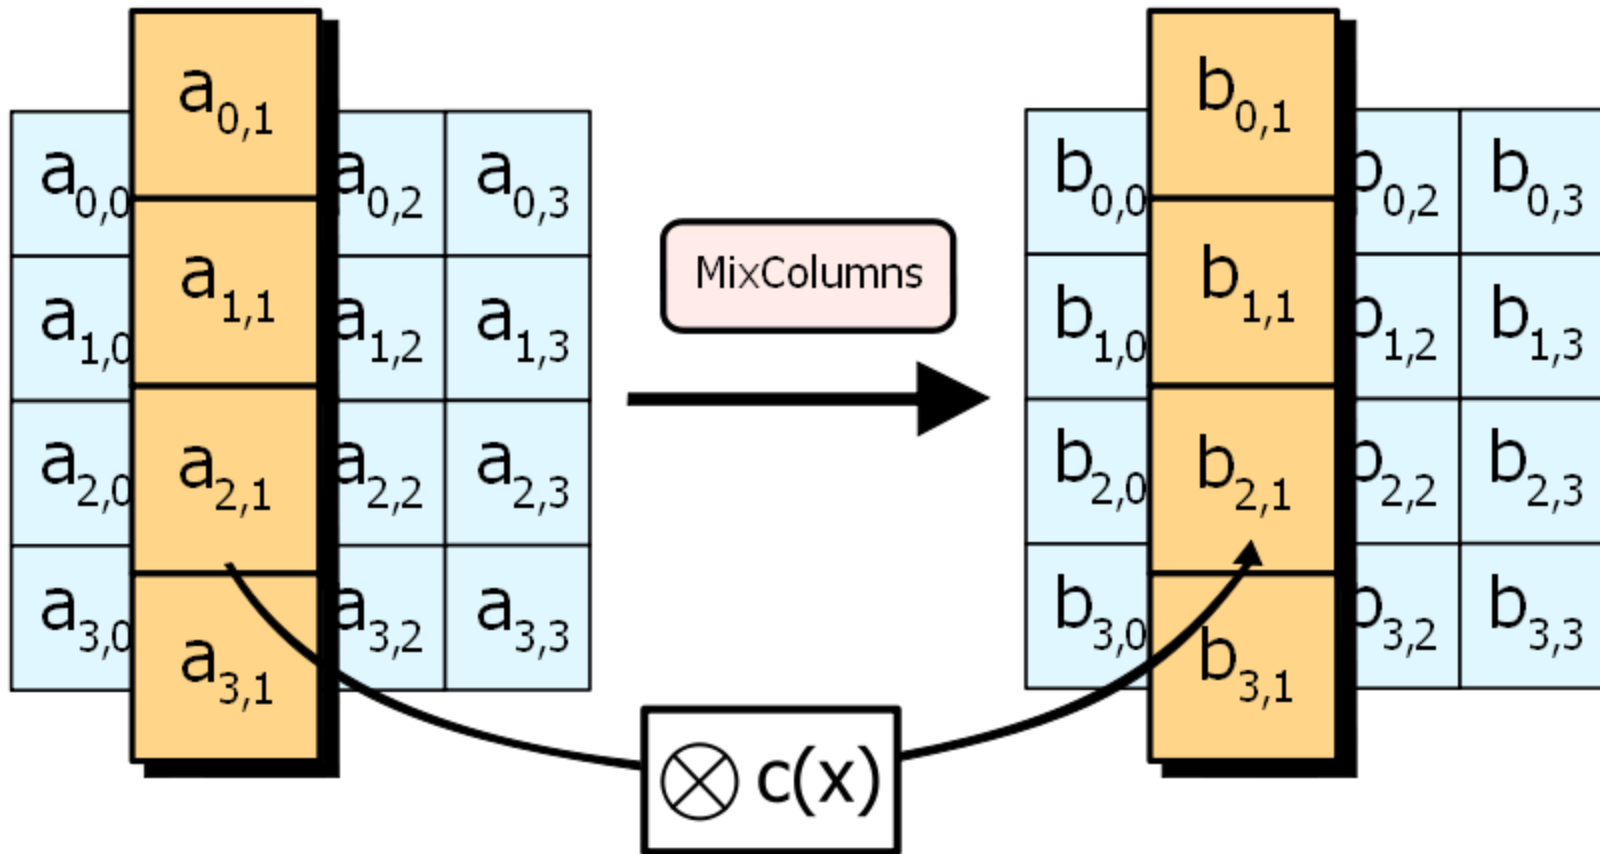 a0,1
a0,0 a0,2 a0,3
a1,1
a1,0 a1,2 a1,3
a2,1
a2,0 a2,2 a2,3
a3,1
a3,0 a3,2 a3,3
MixColumns
b0,1
b0,0 b0,2 b0,3
b1,1
b1,0 b1,2 b1,3
b2,1
b2,0 b2,2 b2,3
b3,1
b3,0 b3,2 b3,3
⊗ c(x)